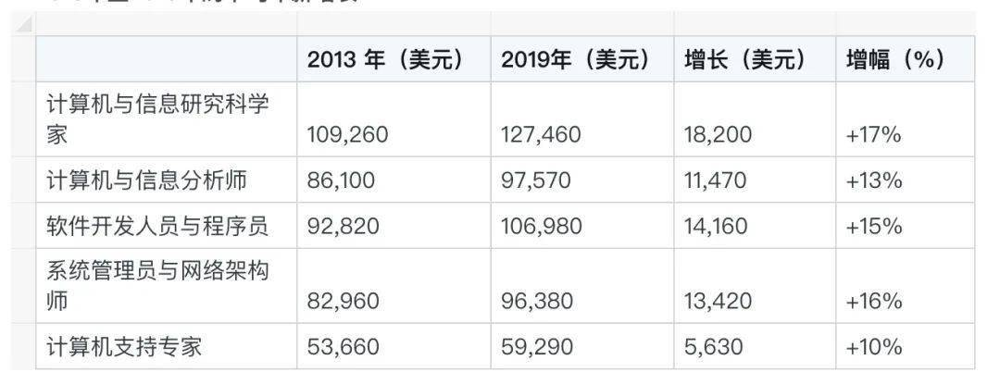 2013 年（美元） 2019年（美元） 增长（美元） 增幅（%）
计算机与信息研究科学
家 109,260 127,460 18,200 +17%
计算机与信息分析师 86,100 97,570 11,470 +13%
软件开发人员与程序员 92,820 106,980 14,160 +15%
系统管理员与网络架构
师 82,960 96,380 13,420 +16%
计算机支持专家 53,660 59,290 5,630 +10%